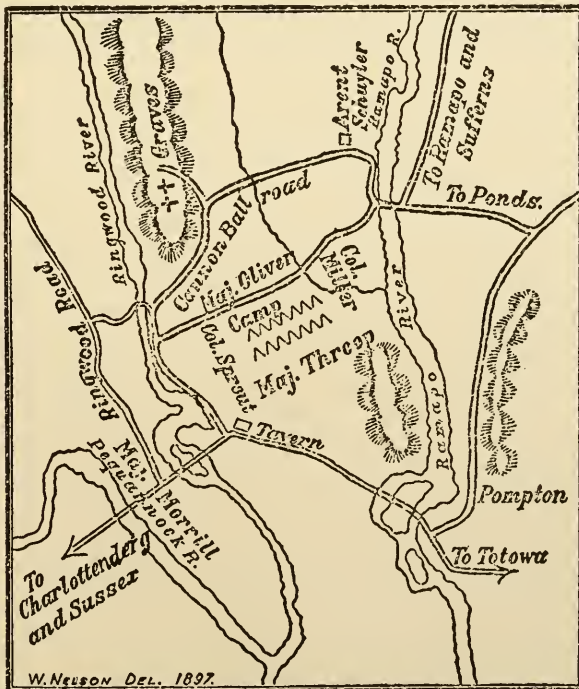 Ringwood River
Graves
Arent
Schuyler
Ramapo R.
To Ramapo and
Sufferns
To Ponds.
Cannon Ball road
Ringwood Road
Maj. Oliver
Col.
Miller
Camp
Col. Sprout
Maj. Throop
River
Ramapo
Tavern
Maj.
Morrill
Pequannock R.
Pompton
To Totowa
To
Charlottenberg
and Sussex
W. NELSON DEL. 1897.